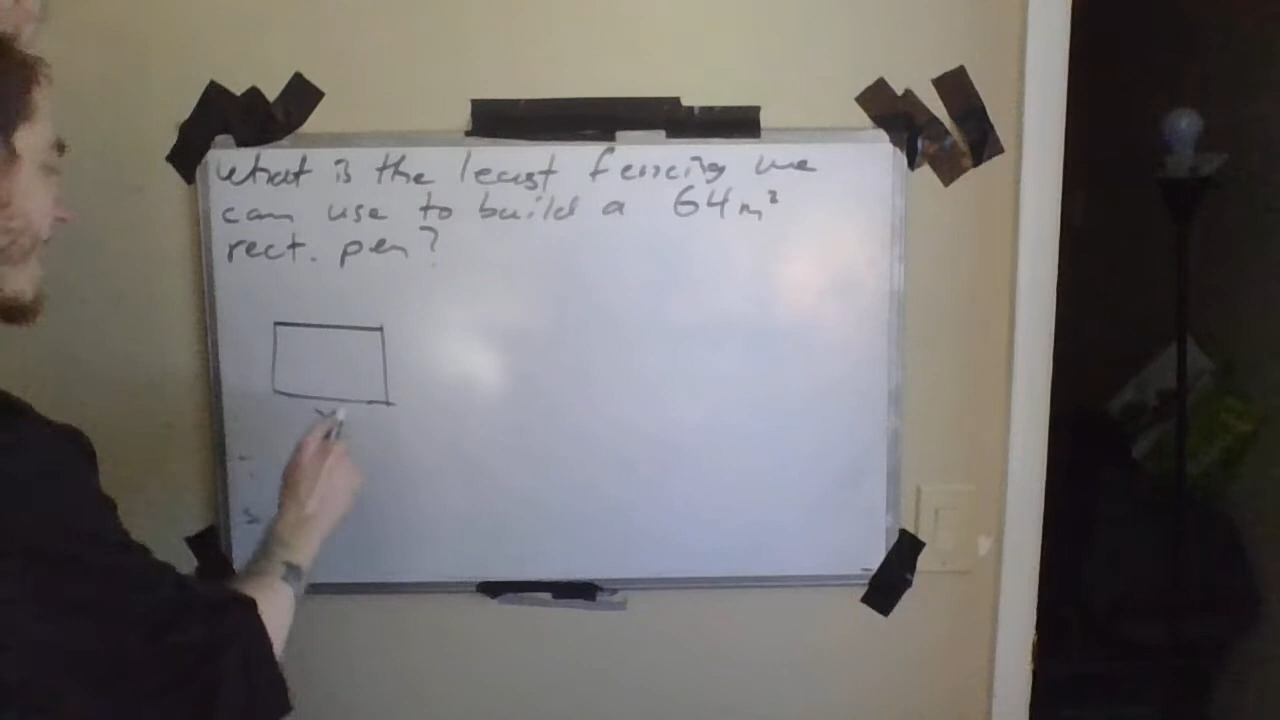 What is the least fencing we
can use to build a 64m²
rect. pen?
x